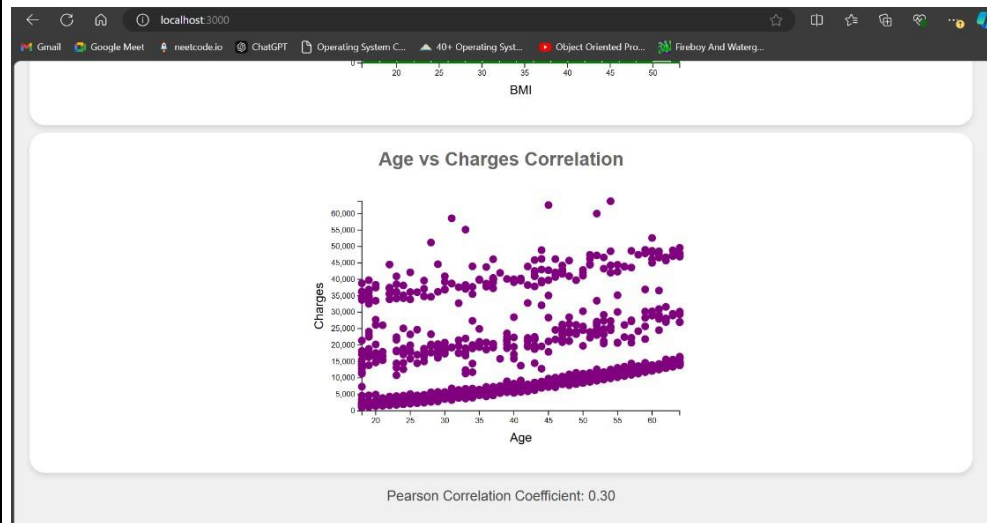 localhost:3000
Gmail Google Meet neetcode.io ChatGPT Operating System C... 40+ Operating Syst... Object Oriented Pro... Fireboy And Waterg...
0
20 25 30 35 40 45 50
BMI
Age vs Charges Correlation
60,000
55,000
50,000
45,000
40,000
35,000
30,000
25,000
20,000
15,000
10,000
5,000
0
Charges
20 25 30 35 40 45 50 55 60
Age
Pearson Correlation Coefficient: 0.30